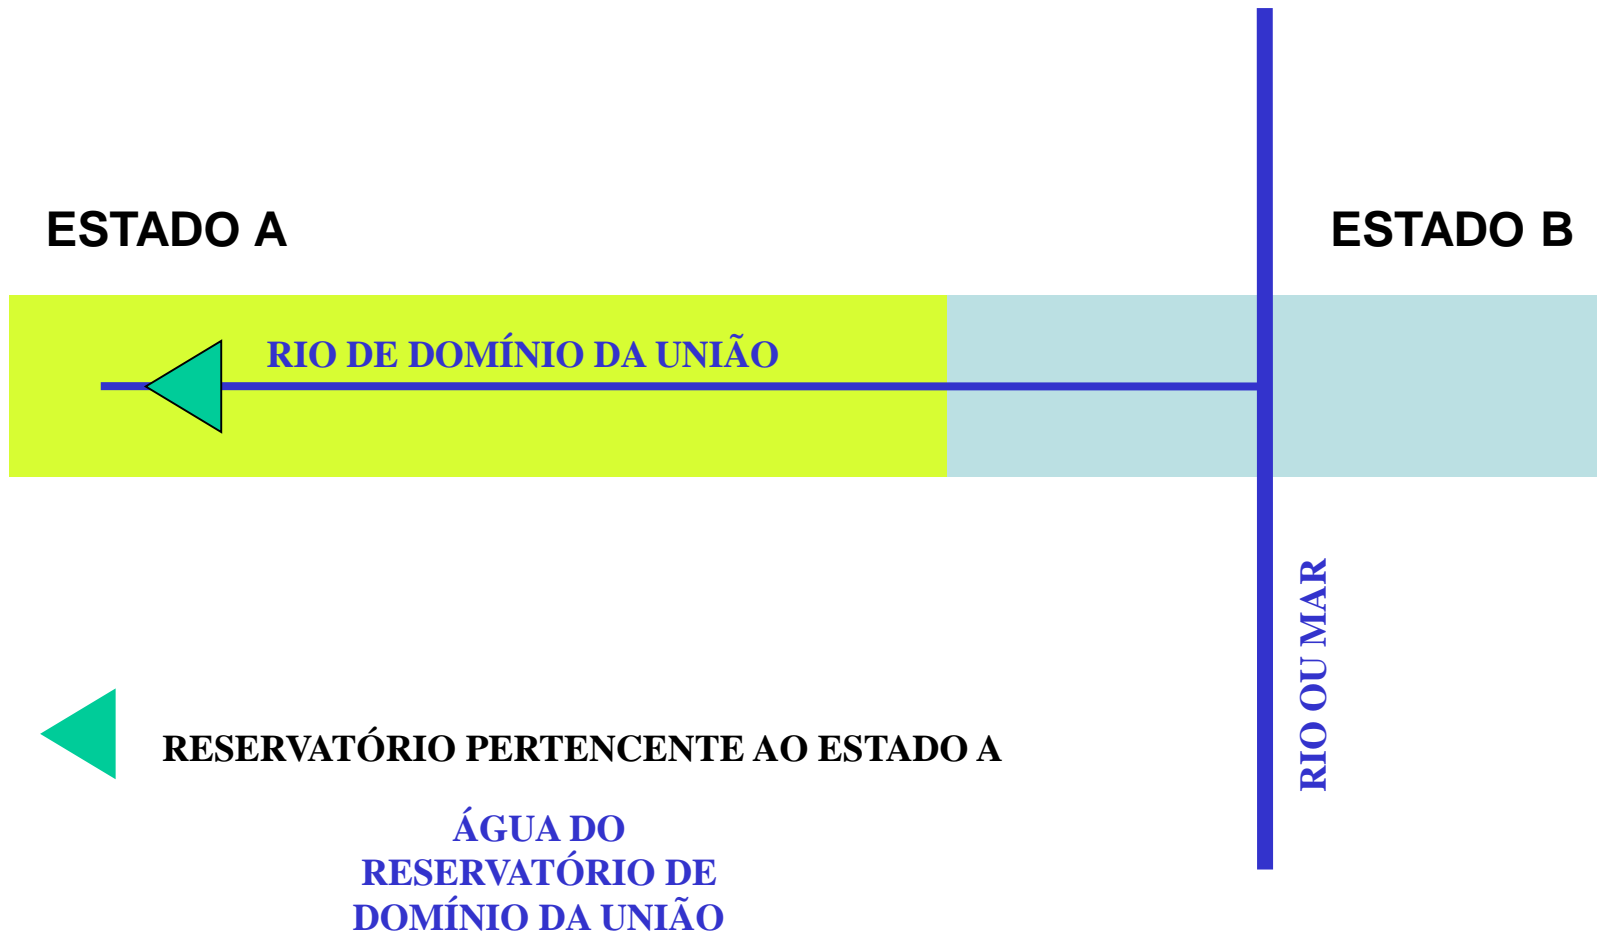 ESTADO A
ESTADO B
RIO DE DOMÍNIO DA UNIÃO
RIO OU MAR
RESERVATÓRIO PERTENCENTE AO ESTADO A
ÁGUA DO
RESERVATÓRIO DE
DOMÍNIO DA UNIÃO